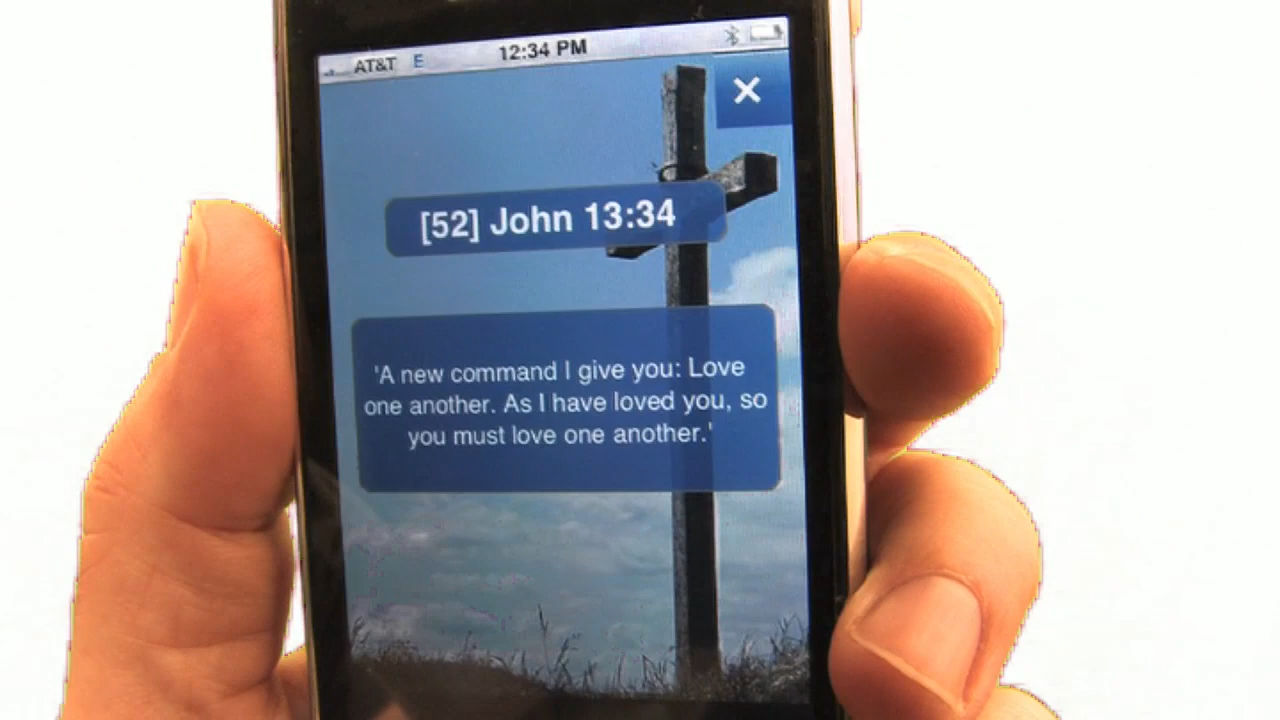 AT&T E 12:34 PM
[52] John 13:34
'A new command I give you: Love
one another. As I have loved you, so
you must love one another.'